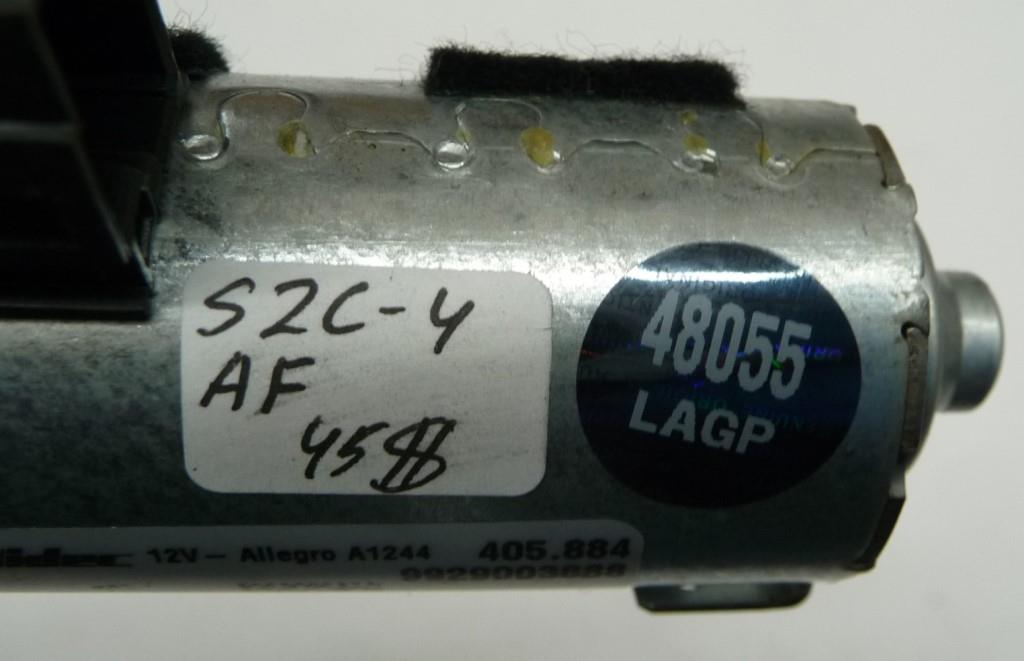 S2C-4
AF
45$
48055
LAGP
12V – Allegro A1244 405.884